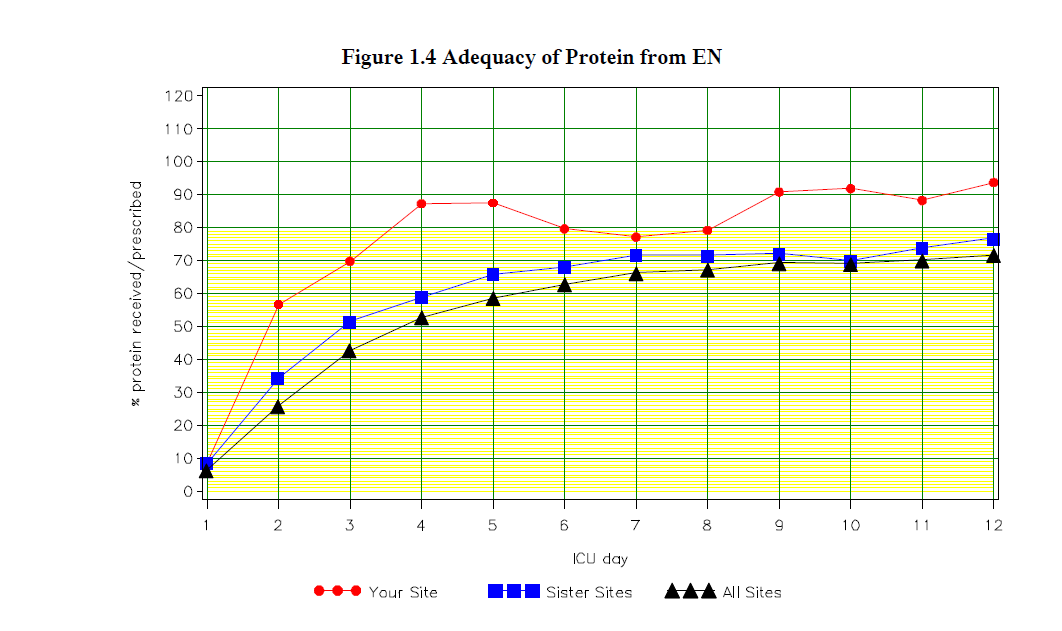 Figure 1.4 Adequacy of Protein from EN
120
110
100
90
80
70
60
50
40
30
20
10
0
% protein received/prescribed
1 2 3 4 5 6 7 8 9 10 11 12
ICU day
Your Site Sister Sites All Sites